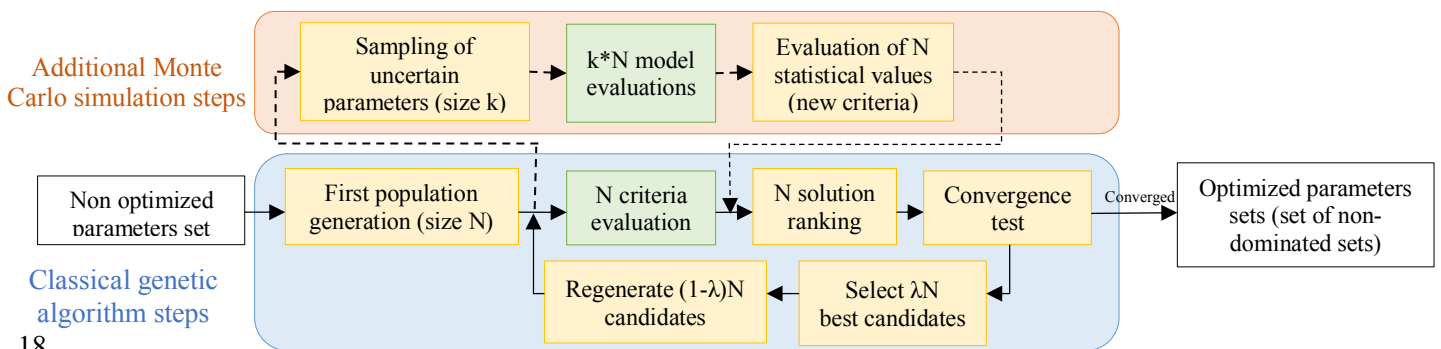 Additional Monte
Carlo simulation steps
Sampling of
uncertain
parameters (size k)
k*N model
evaluations
Evaluation of N
statistical values
(new criteria)
Non optimized
parameters set
First population
generation (size N)
N criteria
evaluation
N solution
ranking
Convergence
test
Converged
Optimized parameters
sets (set of non-
dominated sets)
Classical genetic
algorithm steps
Regenerate (1-λ)N
candidates
Select λN
best candidates
18